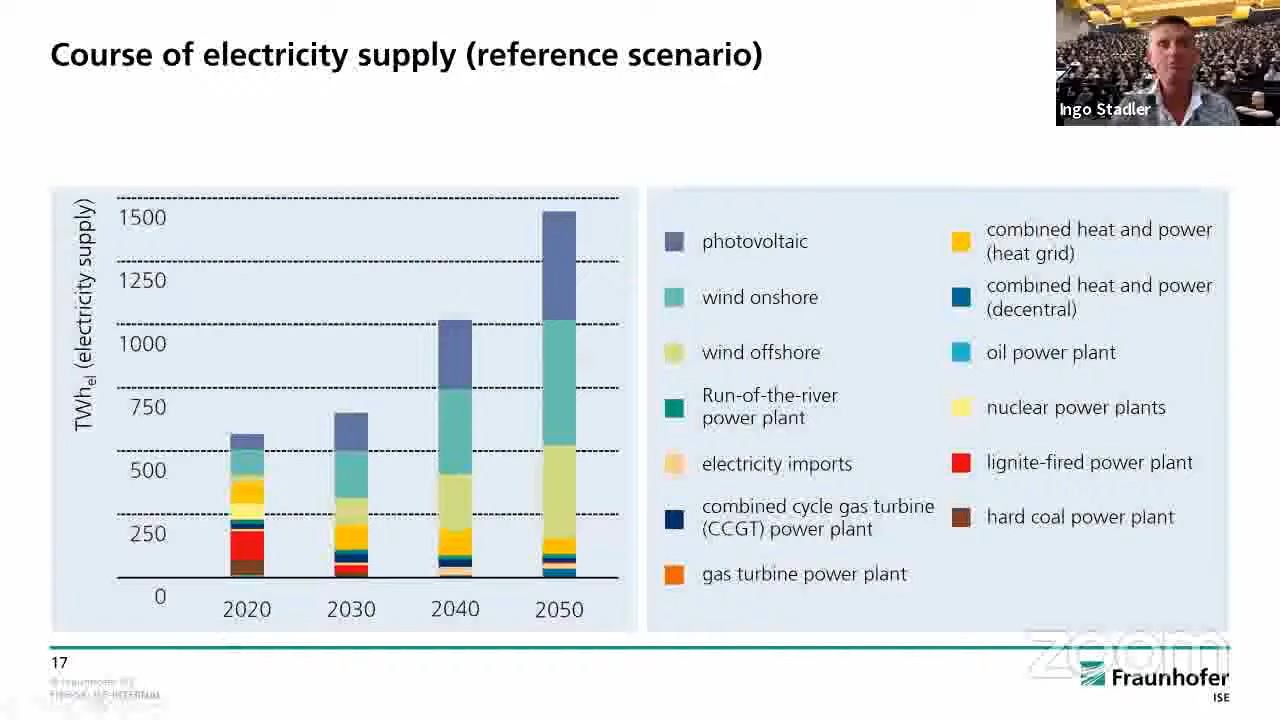 Course of electricity supply (reference scenario)
Ingo Stadler
TWhel (electricity supply)
1500
1250
1000
750
500
250
0
2020
2030
2040
2050
photovoltaic
wind onshore
wind offshore
Run-of-the-river
power plant
electricity imports
combined cycle gas turbine
(CCGT) power plant
gas turbine power plant
combined heat and power
(heat grid)
combined heat and power
(decentral)
oil power plant
nuclear power plants
lignite-fired power plant
hard coal power plant
17
© Fraunhofer ISE
zoom
Fraunhofer
ISE